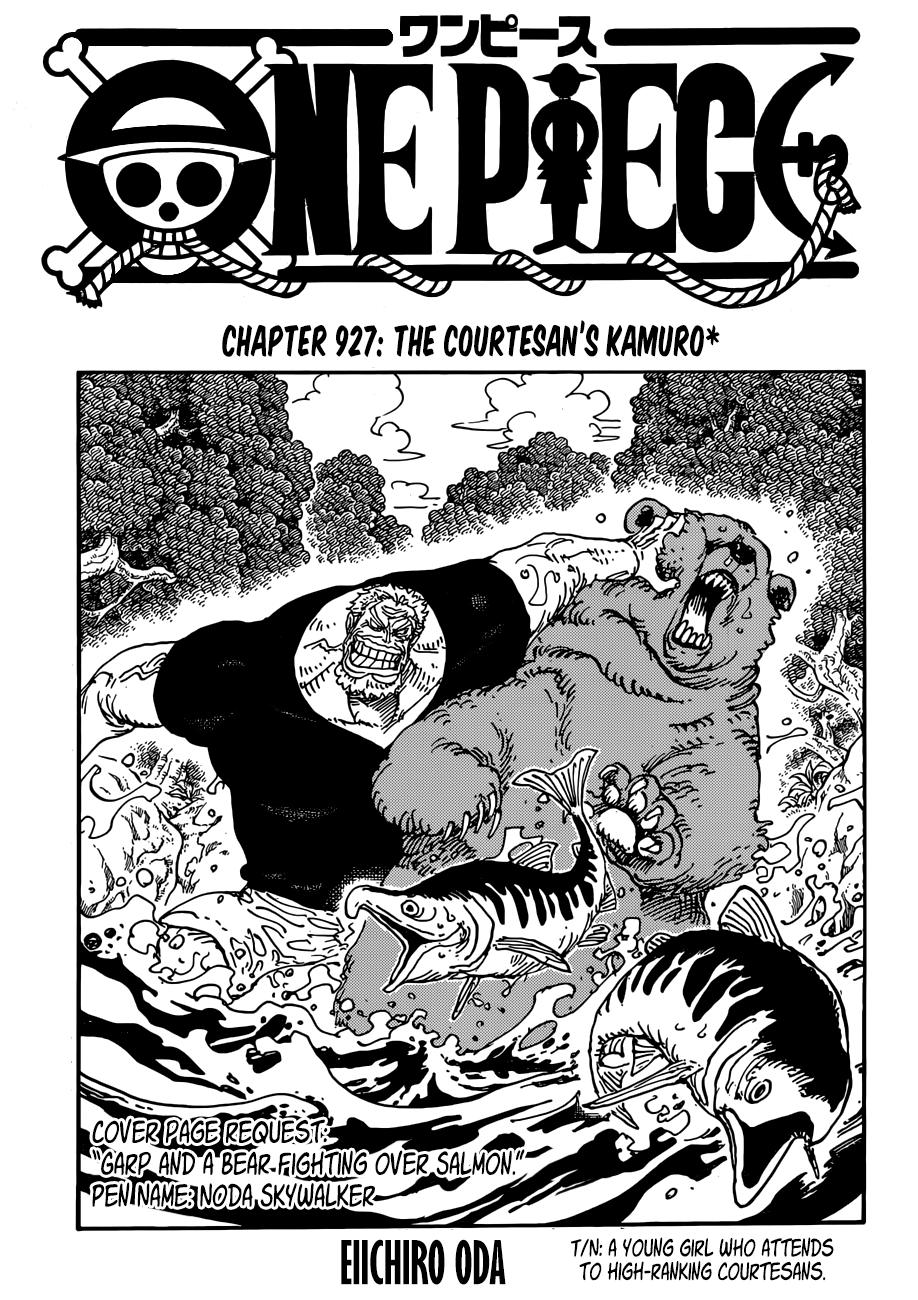 ワンピース
ONE PIECE
CHAPTER 927: THE COURTESAN'S KAMURO*
COVER PAGE REQUEST:
"GARP AND A BEAR FIGHTING OVER SALMON."
PEN NAME: NODA SKYWALKER
EIICHIRO ODA
T/N: A YOUNG GIRL WHO ATTENDS
TO HIGH-RANKING COURTESANS.